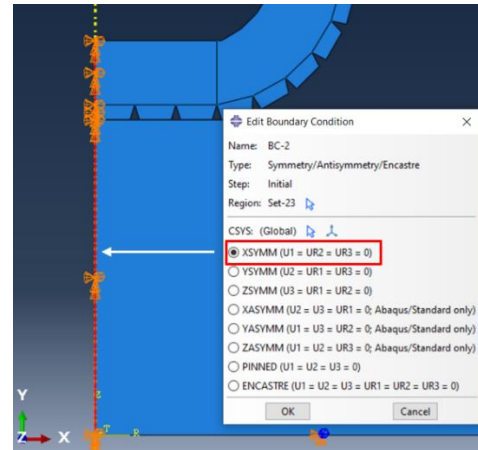 Edit Boundary Condition
Name: BC-2
Type: Symmetry/Antisymmetry/Encastre
Step: Initial
Region: Set-23
CSYS: (Global)
XSYMM (U1 = UR2 = UR3 = 0)
YSYMM (U2 = UR1 = UR3 = 0)
ZSYMM (U3 = UR1 = UR2 = 0)
XASYMM (U2 = U3 = UR1 = 0; Abaqus/Standard only)
YASYMM (U1 = U3 = UR2 = 0; Abaqus/Standard only)
ZASYMM (U1 = U2 = UR3 = 0; Abaqus/Standard only)
PINNED (U1 = U2 = U3 = 0)
ENCASTRE (U1 = U2 = U3 = UR1 = UR2 = UR3 = 0)
OK Cancel
Y
Z
X
Z
T
R